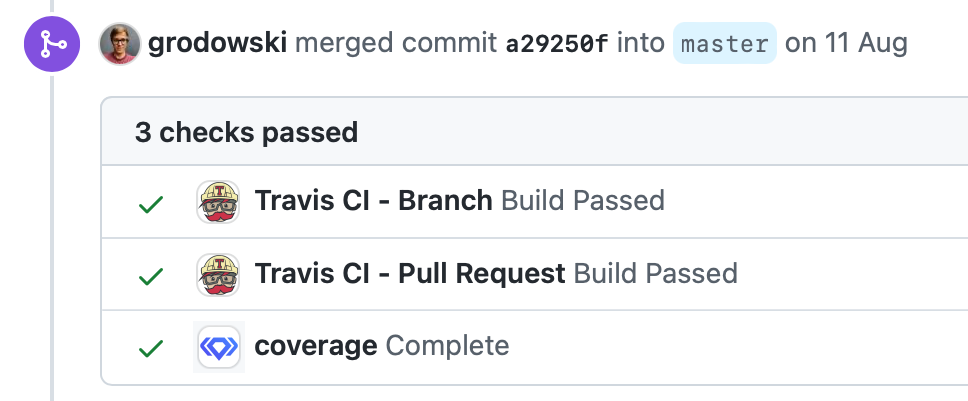 grodowski merged commit a29250f into master on 11 Aug
3 checks passed
Travis CI - Branch Build Passed
Travis CI - Pull Request Build Passed
coverage Complete